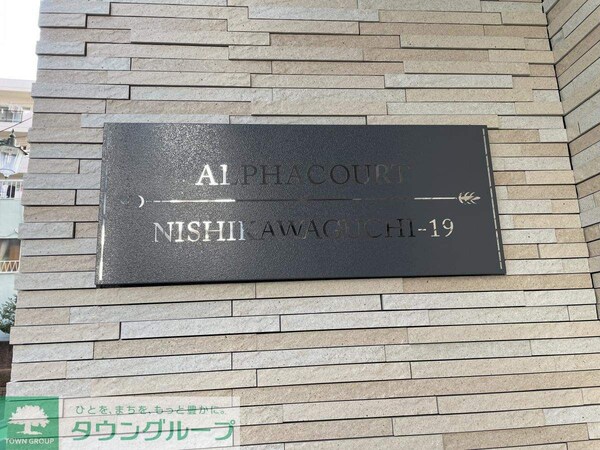 ALPHACOURT
NISHIKAWAGUCHI-19
ひとを、まちを、もっと豊かに。
TOWN GROUP
タウングループ